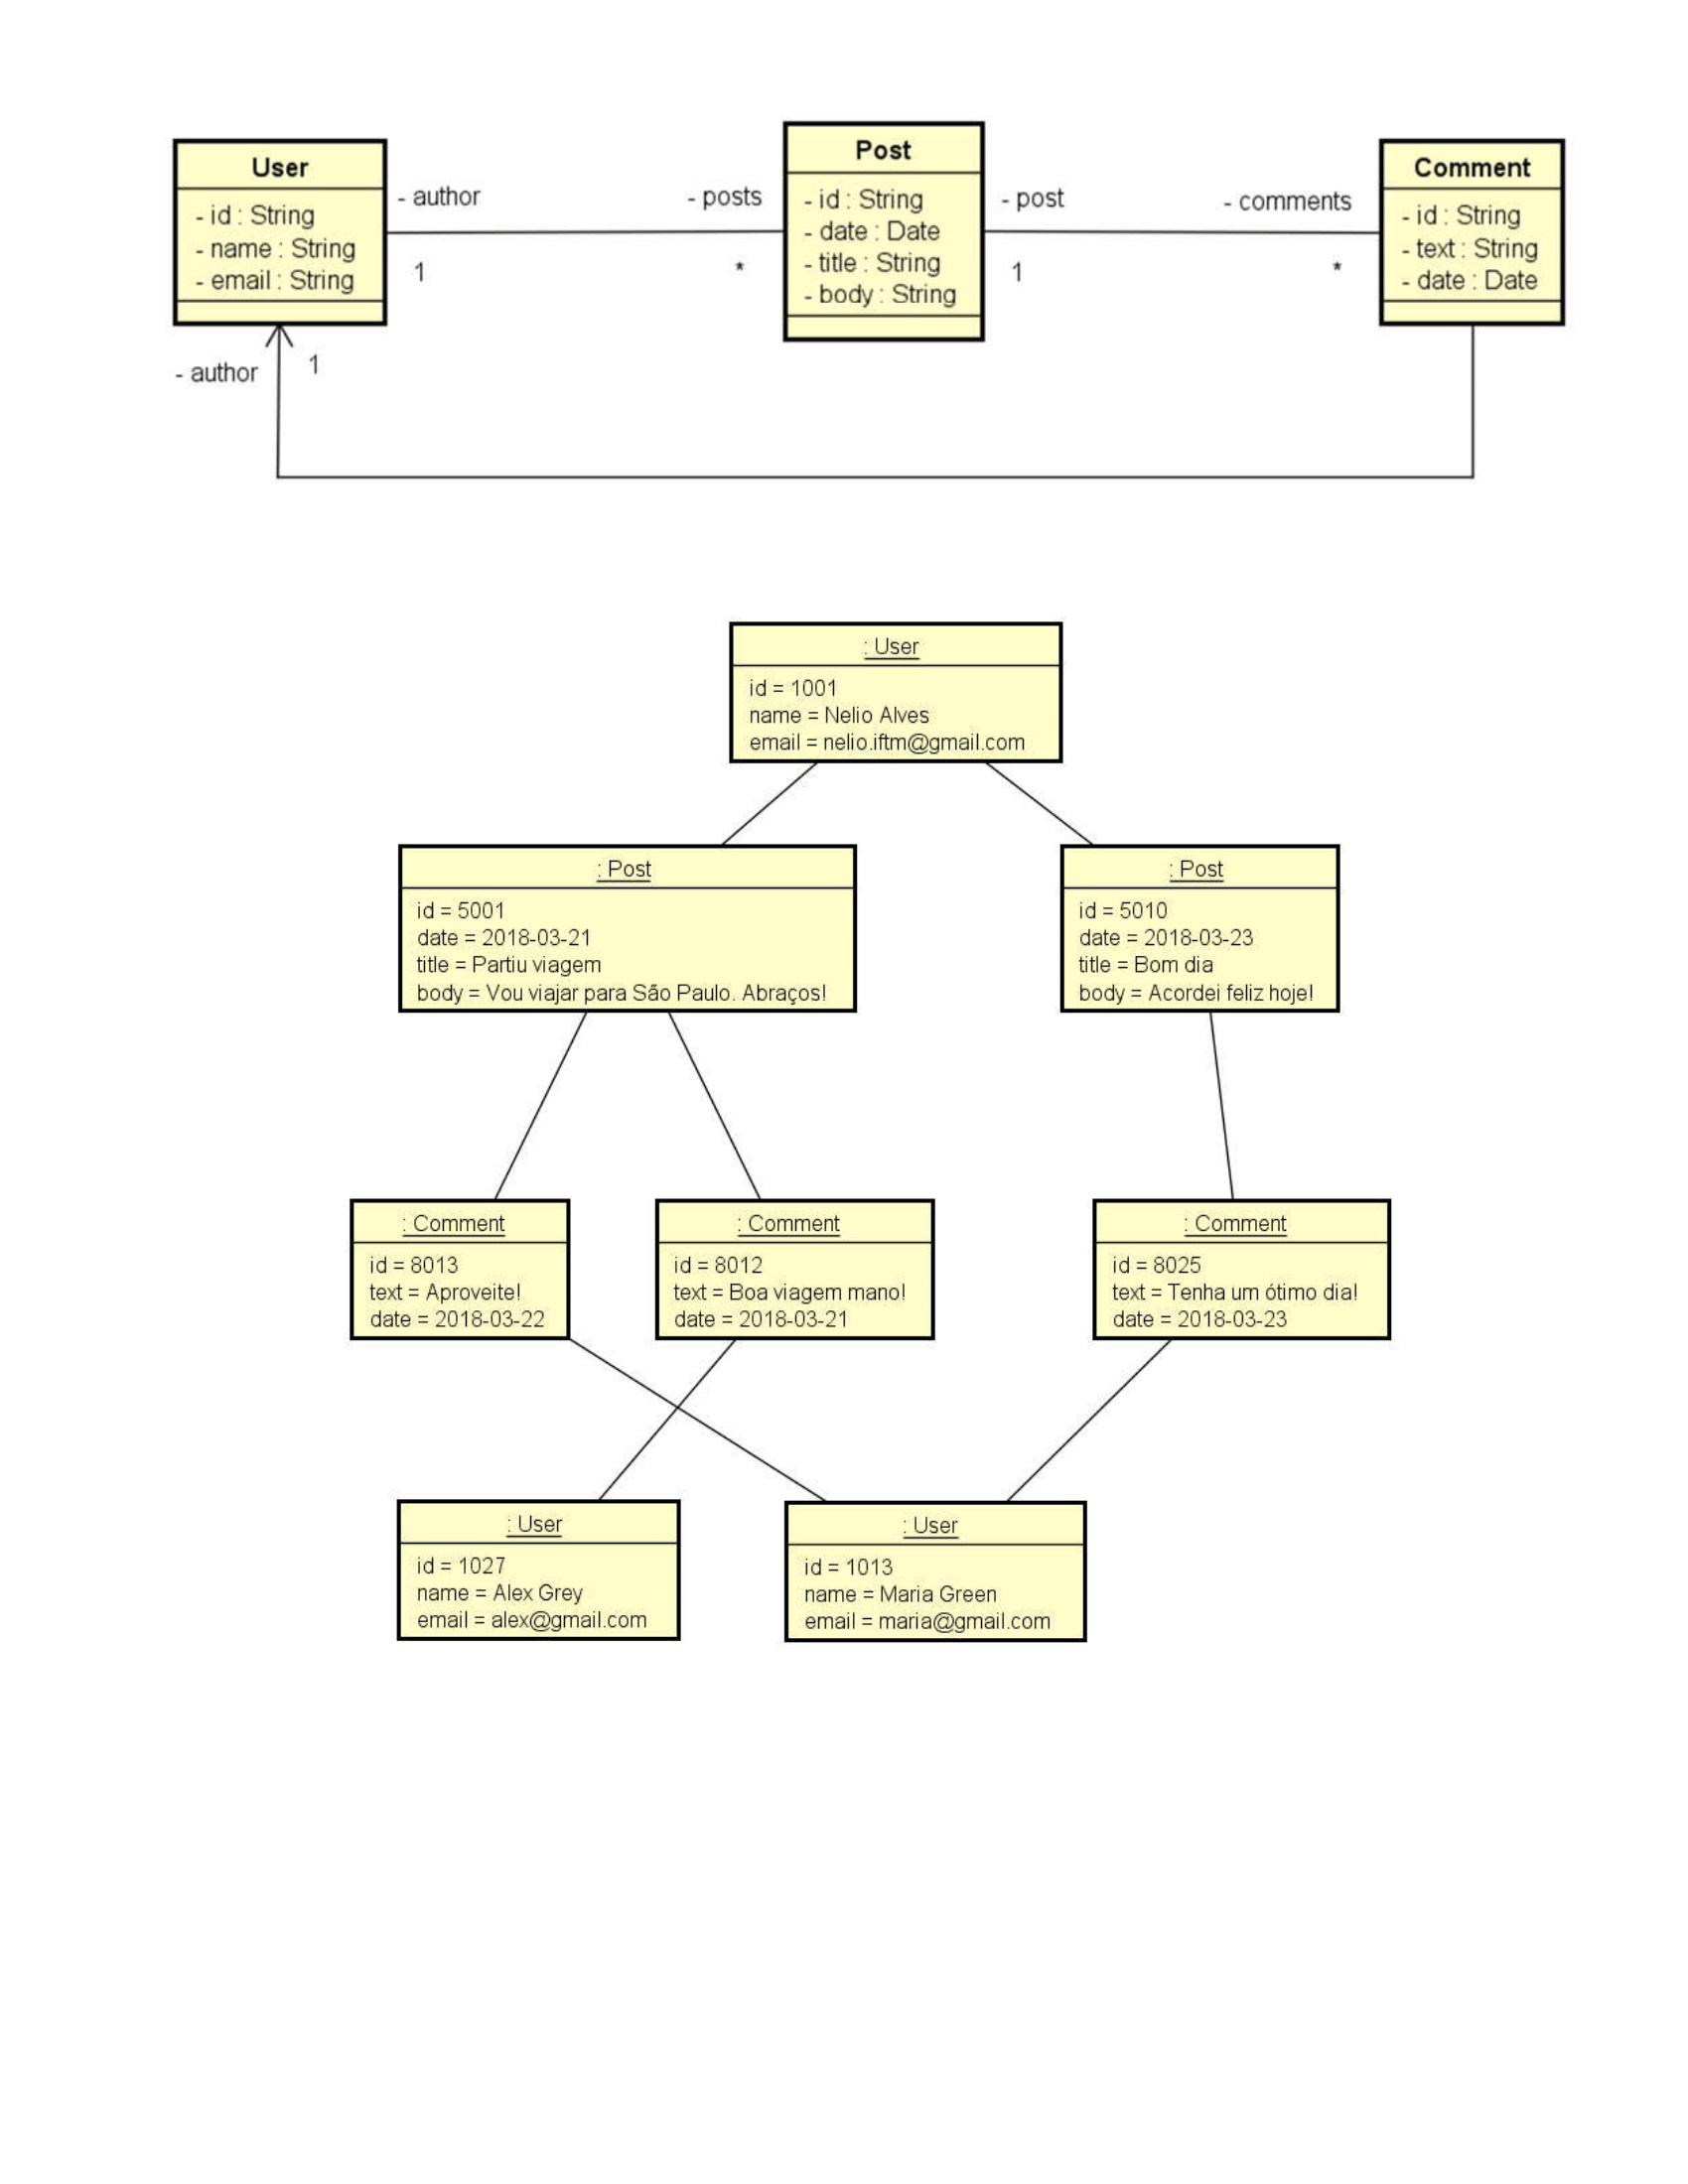 User
- id : String
- name : String
- email : String
- author
1
- posts
*
Post
- id : String
- date : Date
- title : String
- body : String
- post
1
- comments
*
Comment
- id : String
- text : String
- date : Date
- author
1
: User
id = 1001
name = Nelio Alves
email = nelio.iftm@gmail.com
: Post
id = 5001
date = 2018-03-21
title = Partiu viagem
body = Vou viajar para São Paulo. Abraços!
: Post
id = 5010
date = 2018-03-23
title = Bom dia
body = Acordei feliz hoje!
: Comment
id = 8013
text = Aproveite!
date = 2018-03-22
: Comment
id = 8012
text = Boa viagem mano!
date = 2018-03-21
: Comment
id = 8025
text = Tenha um ótimo dia!
date = 2018-03-23
: User
id = 1027
name = Alex Grey
email = alex@gmail.com
: User
id = 1013
name = Maria Green
email = maria@gmail.com